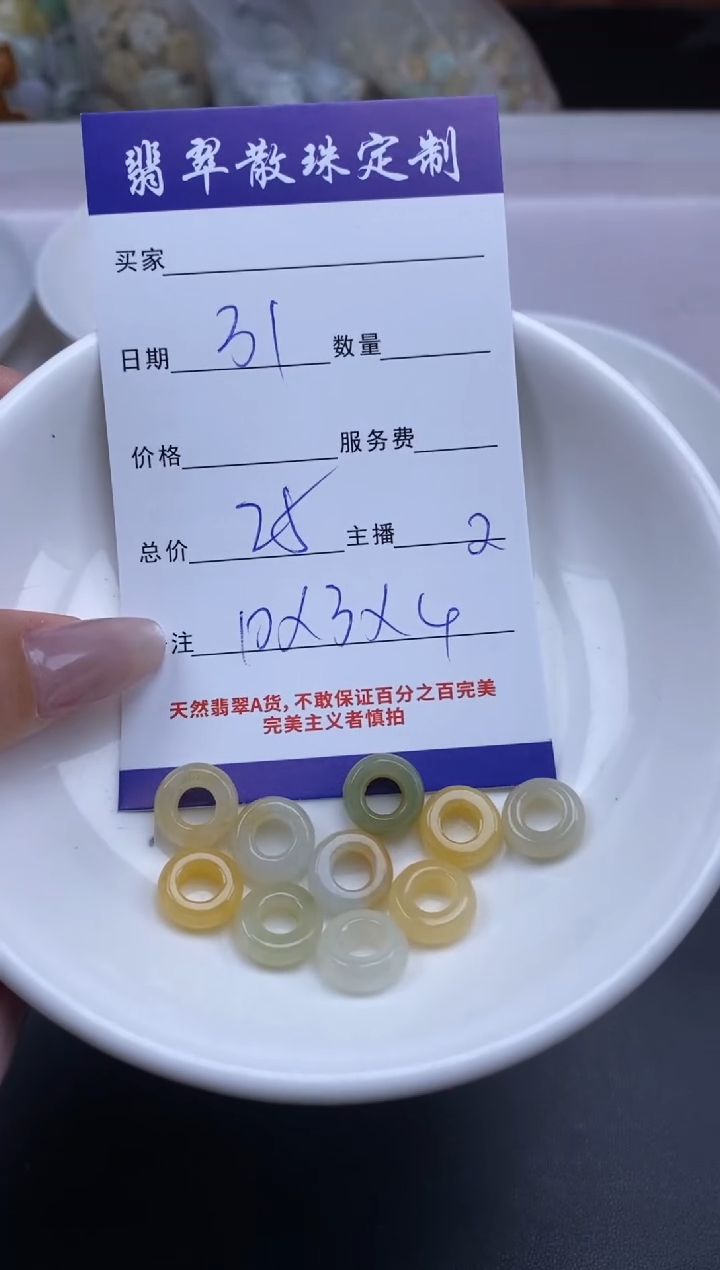 翡翠散珠定制
买家
日期 31 数量
价格 服务费
总价 28 主播 2
注 10X3X4
天然翡翠A货,不敢保证百分之百完美
完美主义者慎拍